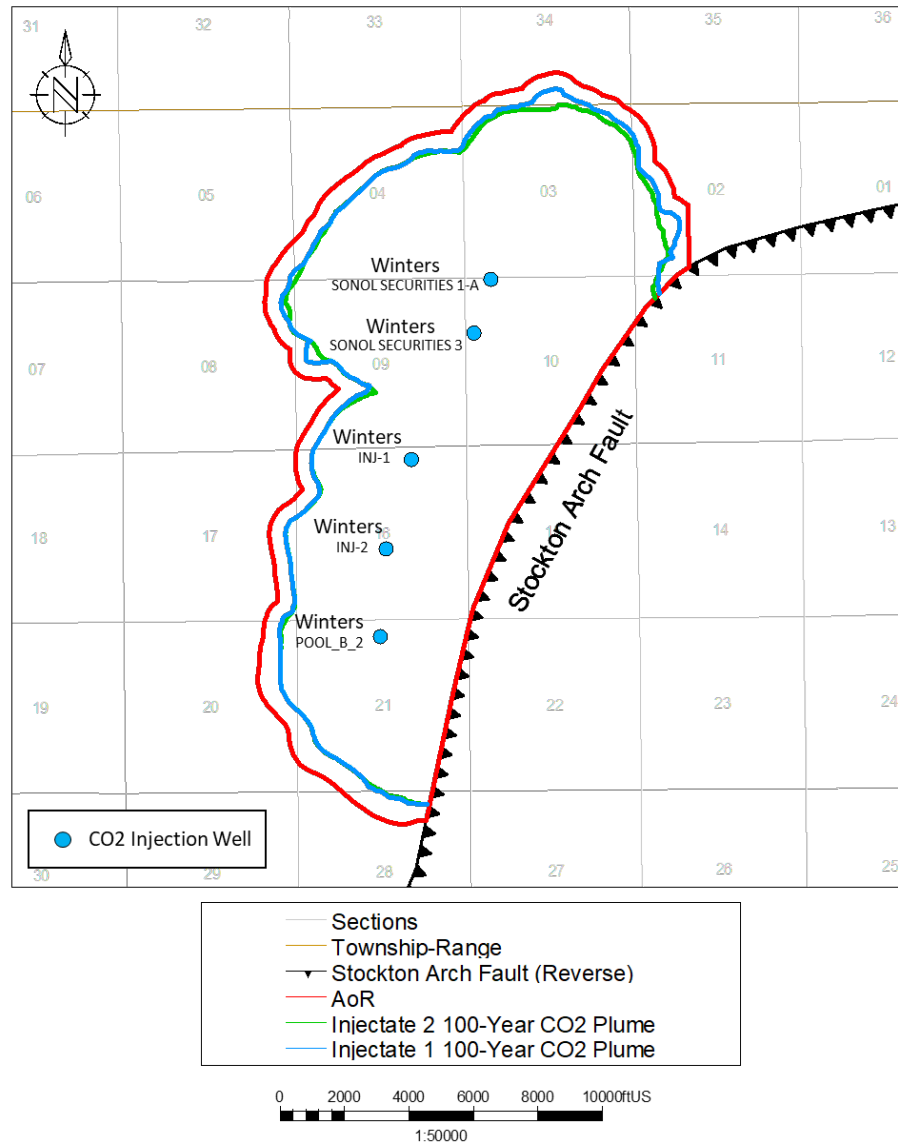 31 32 33 34 35 36
N
06 05 04 03 02 01
Winters
SONOL SECURITIES 1-A
Winters
SONOL SECURITIES 3
07 08 09 10 11 12
Winters
INJ-1
Stockton Arch Fault
18 17 16 14 13
Winters
INJ-2
Winters
POOL_B_2
19 20 21 22 23 24
CO2 Injection Well
30 29 28 27 26 25
Sections
Township-Range
Stockton Arch Fault (Reverse)
AoR
Injectate 2 100-Year CO2 Plume
Injectate 1 100-Year CO2 Plume
0 2000 4000 6000 8000 10000ftUS
1:50000